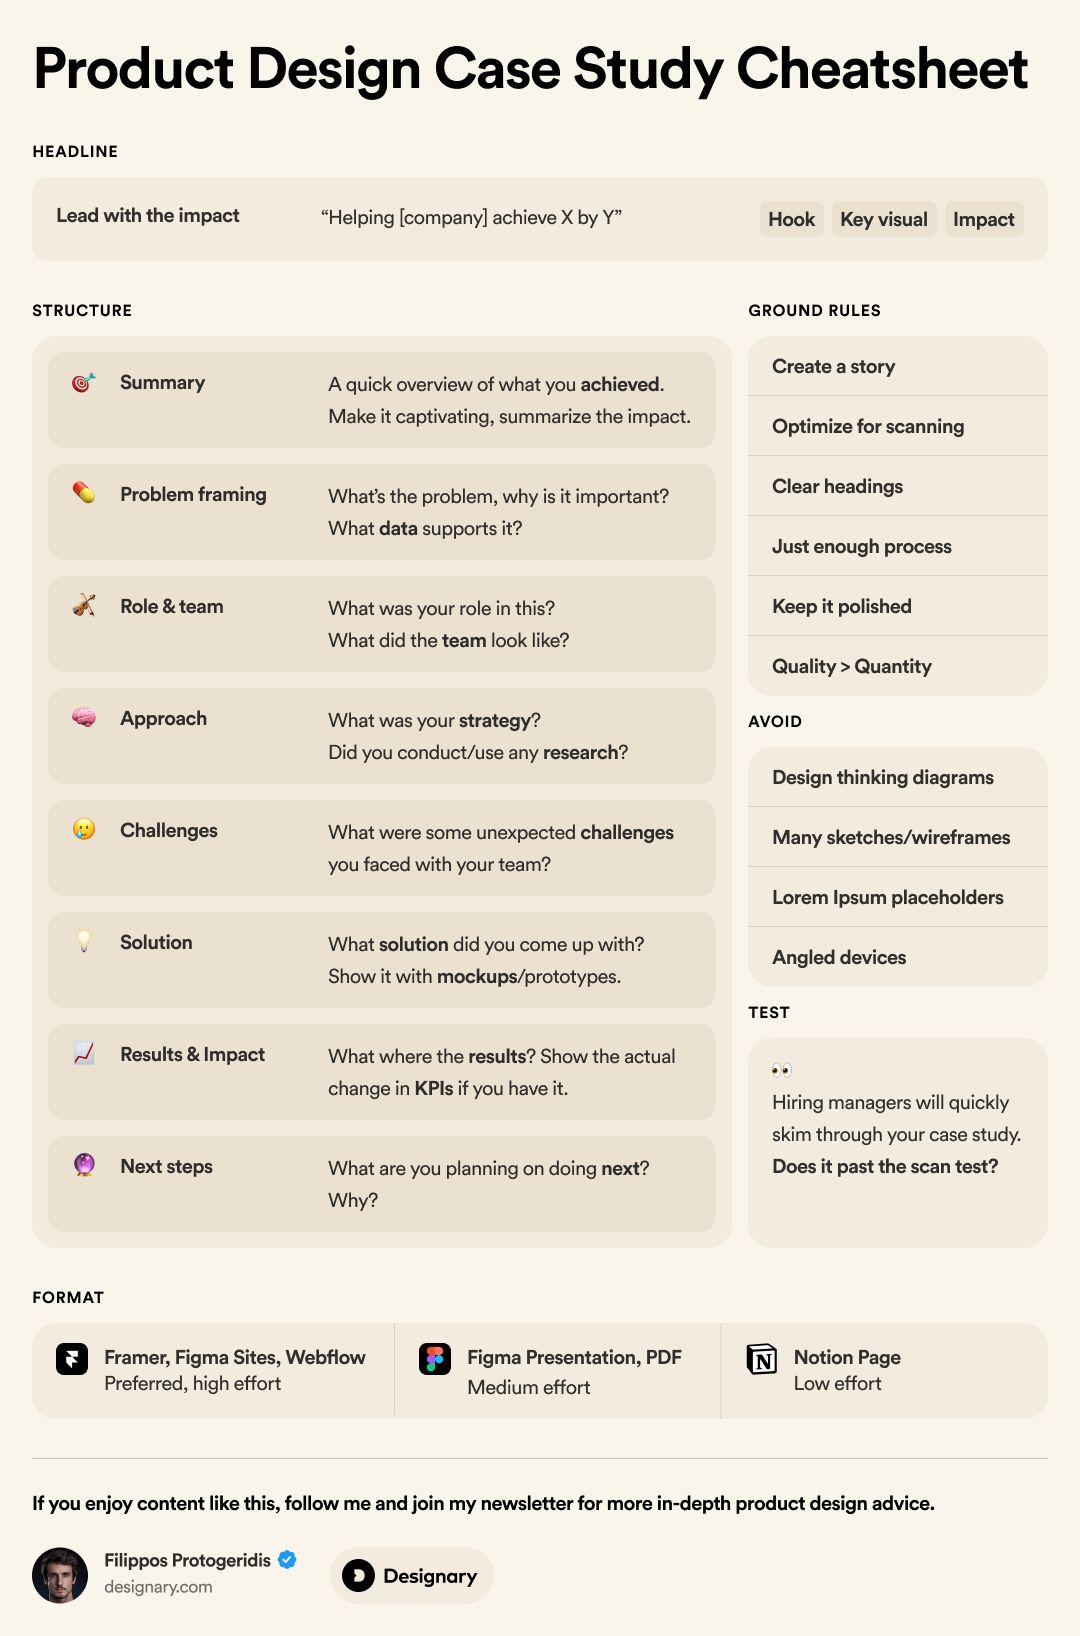 Product Design Case Study Cheatsheet
HEADLINE
Lead with the impact
“Helping [company] achieve X by Y”
Hook
Key visual
Impact
STRUCTURE
Summary
A quick overview of what you achieved.
Make it captivating, summarize the impact.
Problem framing
What’s the problem, why is it important?
What data supports it?
Role & team
What was your role in this?
What did the team look like?
Approach
What was your strategy?
Did you conduct/use any research?
Challenges
What were some unexpected challenges
you faced with your team?
Solution
What solution did you come up with?
Show it with mockups/prototypes.
Results & Impact
What where the results? Show the actual
change in KPIs if you have it.
Next steps
What are you planning on doing next?
Why?
GROUND RULES
Create a story
Optimize for scanning
Clear headings
Just enough process
Keep it polished
Quality > Quantity
AVOID
Design thinking diagrams
Many sketches/wireframes
Lorem Ipsum placeholders
Angled devices
TEST
Hiring managers will quickly
skim through your case study.
Does it past the scan test?
FORMAT
Framer, Figma Sites, Webflow
Preferred, high effort
Figma Presentation, PDF
Medium effort
N
Notion Page
Low effort
If you enjoy content like this, follow me and join my newsletter for more in-depth product design advice.
Filippos Protogeridis
designary.com
Designary